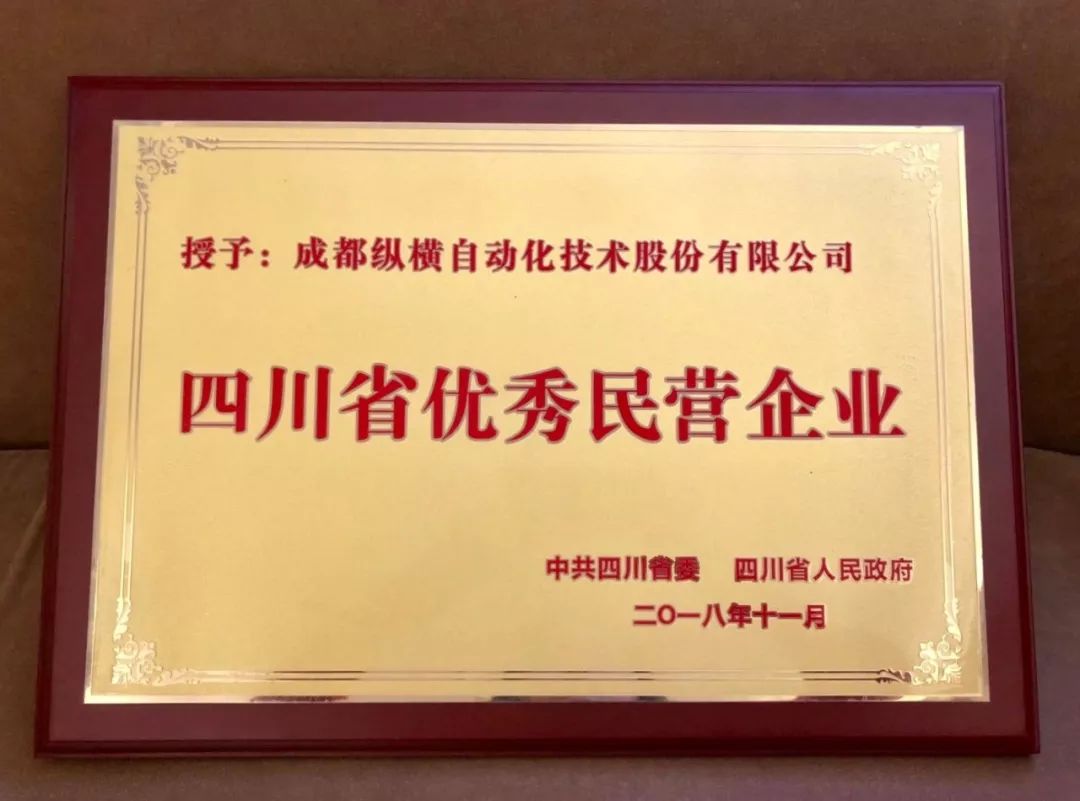 授予：成都纵横自动化技术股份有限公司
四川省优秀民营企业
中共四川省委 四川省人民政府
二〇一八年十一月